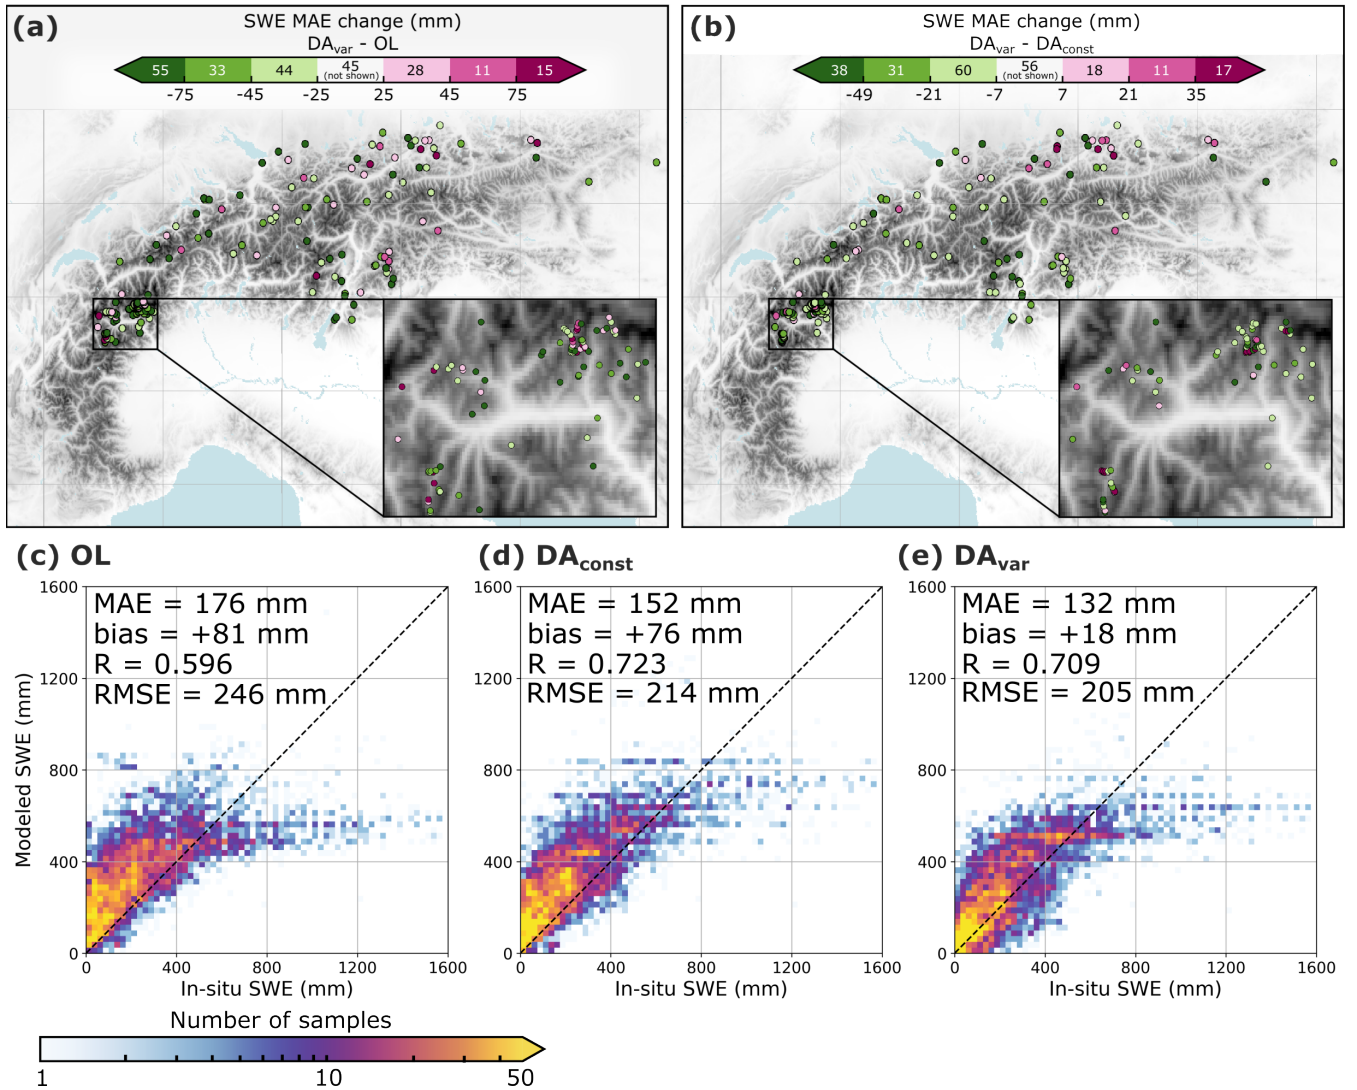 (a)
SWE MAE change (mm)
DAvar - OL
55 33 44 45 28 11 15
(not shown)
-75 -45 -25 25 45 75
(b)
SWE MAE change (mm)
DAvar - DAconst
38 31 60 56 18 11 17
(not shown)
-49 -21 -7 7 21 35
(c) OL
1600
1200
800
400
0
Modeled SWE (mm)
MAE = 176 mm
bias = +81 mm
R = 0.596
RMSE = 246 mm
0 400 800 1200 1600
In-situ SWE (mm)
(d) DAconst
1600
1200
800
400
0
MAE = 152 mm
bias = +76 mm
R = 0.723
RMSE = 214 mm
0 400 800 1200 1600
In-situ SWE (mm)
(e) DAvar
1600
1200
800
400
0
MAE = 132 mm
bias = +18 mm
R = 0.709
RMSE = 205 mm
0 400 800 1200 1600
In-situ SWE (mm)
Number of samples
1 10 50